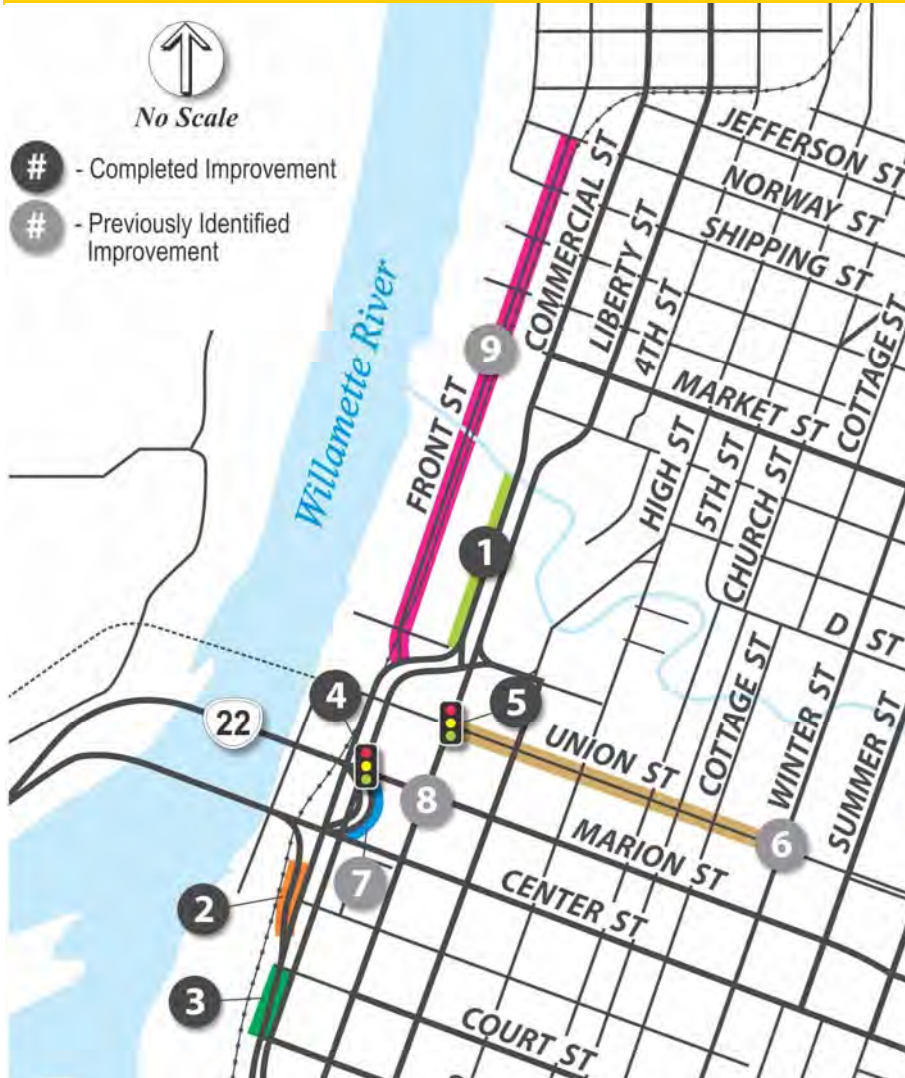 No Scale
# - Completed Improvement
# - Previously Identified
Improvement
JEFFERSON ST
NORWAY ST
SHIPPING ST
COMMERCIAL ST
LIBERTY ST
4TH ST
COTTAGE ST
MARKET ST
Willamette River
9
FRONT ST
HIGH ST
5TH ST
CHURCH ST
1
D ST
4
5
22
UNION ST
COTTAGE ST
WINTER ST
SUMMER ST
8
6
MARION ST
7
CENTER ST
2
3
COURT ST